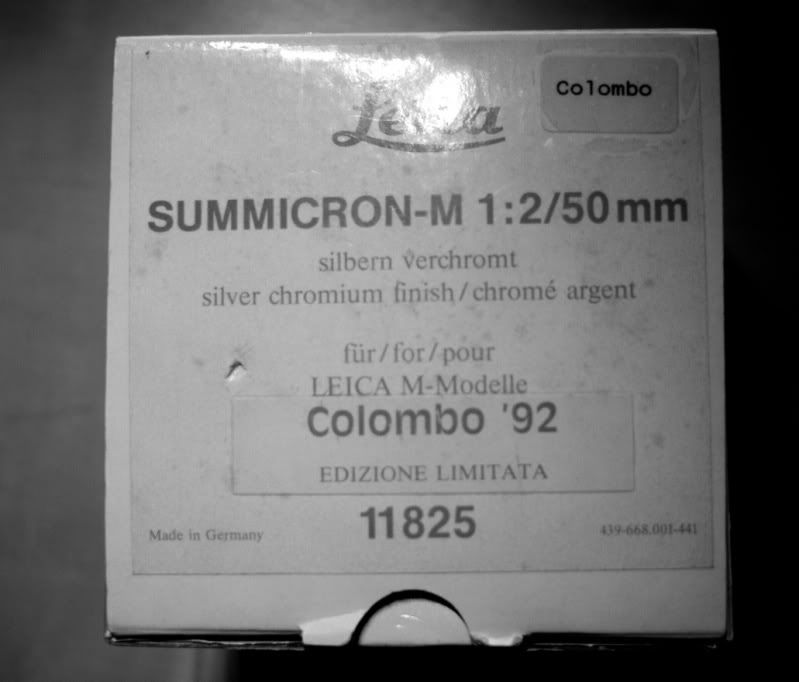 Colombo
Leica
SUMMICRON-M 1:2/50 mm
silbern verchromt
silver chromium finish/chromé argent
für/for/pour
LEICA M-Modelle
Colombo '92
EDIZIONE LIMITATA
11825
Made in Germany
439-668.001-441